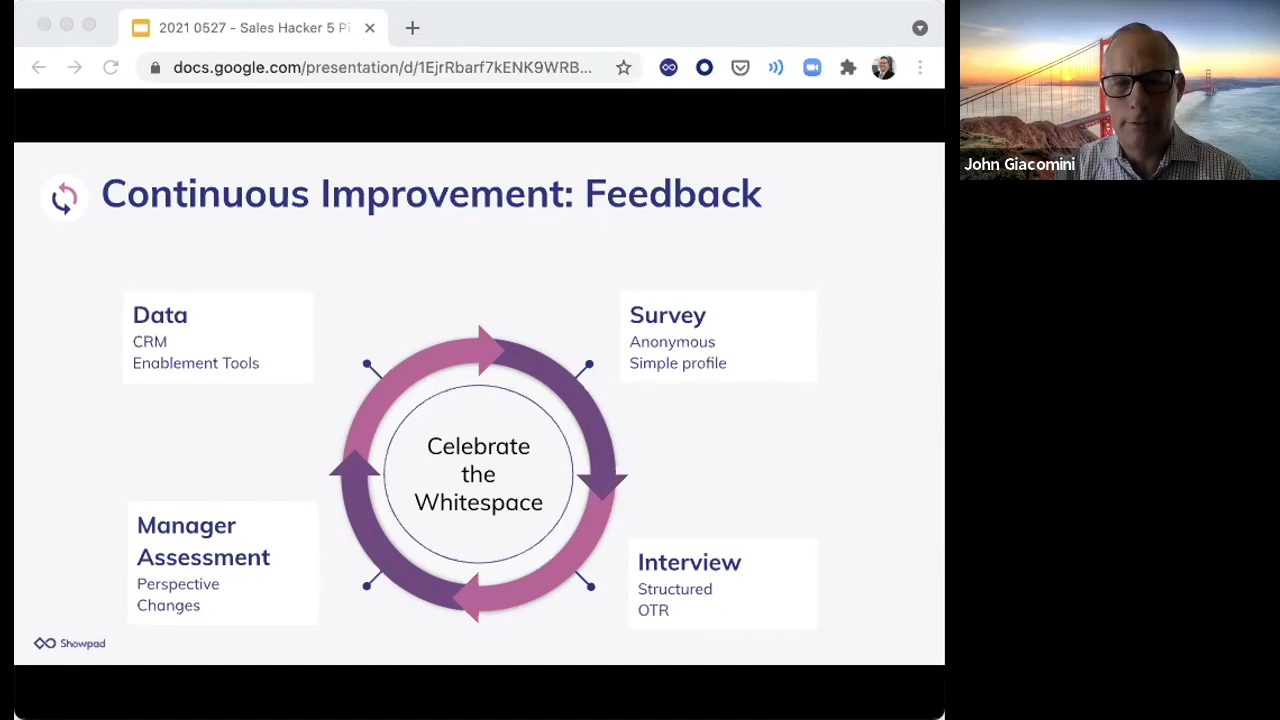 2021 0527 - Sales Hacker 5 Pi
docs.google.com/presentation/d/1EjrRbarf7kENK9WRB...
John Giacomini
Continuous Improvement: Feedback
Data
CRM
Enablement Tools
Survey
Anonymous
Simple profile
Celebrate
the
Whitespace
Manager
Assessment
Perspective
Changes
Interview
Structured
OTR
Showpad